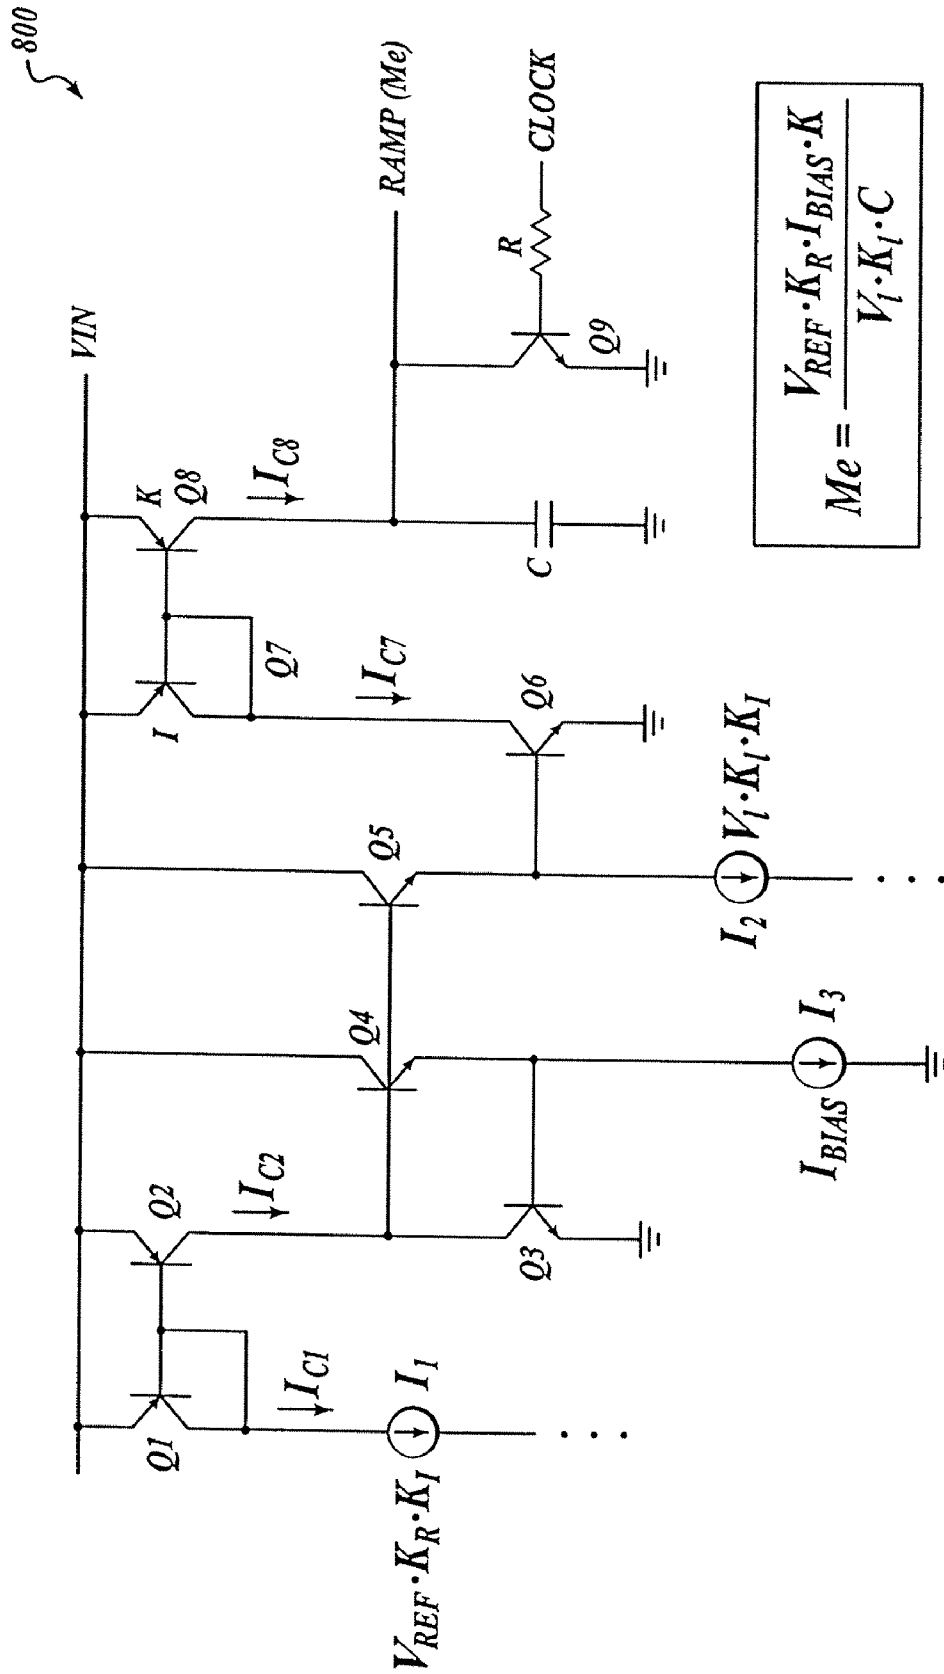 800
VIN
Q1
Q2
I_C1
I_C2
V_REF·K_R·K_I
I_1
Q3
Q4
Q5
I_BIAS
I_3
I_2
V_l·K_l·K_I
I
Q7
K
Q8
I_C7
I_C8
Q6
C
RAMP (Me)
R
CLOCK
Q9
Me = V_REF·K_R·I_BIAS·K
V_l·K_l·C